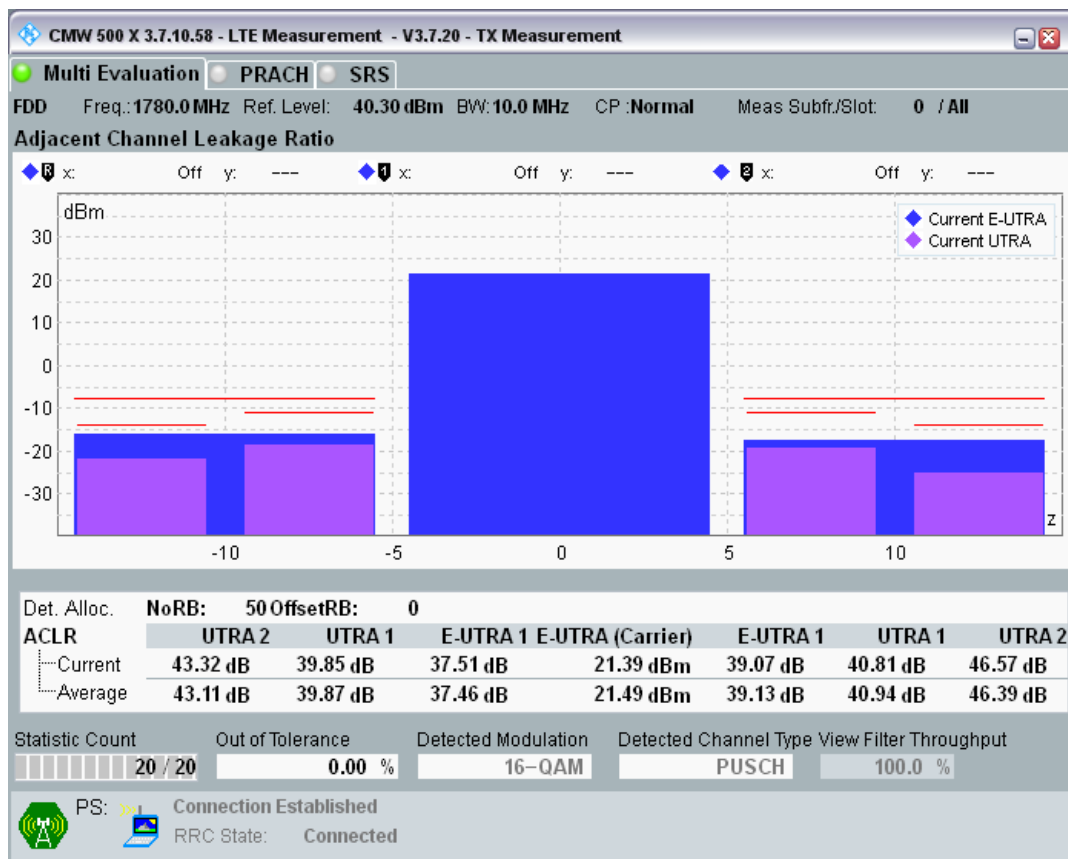 CMW 500 X 3.7.10.58 - LTE Measurement - V3.7.20 - TX Measurement
Multi Evaluation PRACH SRS
FDD Freq.:1780.0 MHz Ref. Level: 40.30 dBm BW:10.0 MHz CP :Normal Meas Subfr./Slot: 0 / All
Adjacent Channel Leakage Ratio
R x: Off y: --- 1 x: Off y: --- 2 x: Off y: ---
dBm
Current E-UTRA
Current UTRA
30
20
10
0
-10
-20
-30
z
-10 -5 0 5 10
Det. Alloc. NoRB: 50 OffsetRB: 0
ACLR UTRA 2 UTRA 1 E-UTRA 1 E-UTRA (Carrier) E-UTRA 1 UTRA 1 UTRA 2
Current 43.32 dB 39.85 dB 37.51 dB 21.39 dBm 39.07 dB 40.81 dB 46.57 dB
Average 43.11 dB 39.87 dB 37.46 dB 21.49 dBm 39.13 dB 40.94 dB 46.39 dB
Statistic Count Out of Tolerance Detected Modulation Detected Channel Type View Filter Throughput
20 / 20 0.00 % 16-QAM PUSCH 100.0 %
PS: Connection Established
RRC State: Connected